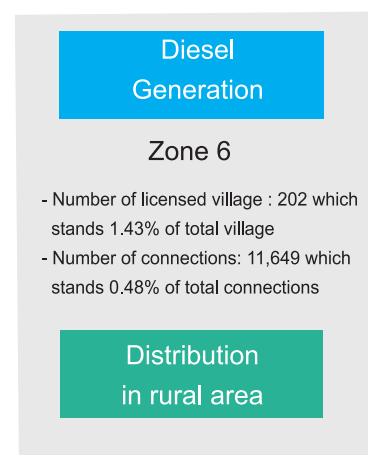 Diesel
Generation
Zone 6
- Number of licensed village : 202 which
stands 1.43% of total village
- Number of connections: 11,649 which
stands 0.48% of total connections
Distribution
in rural area